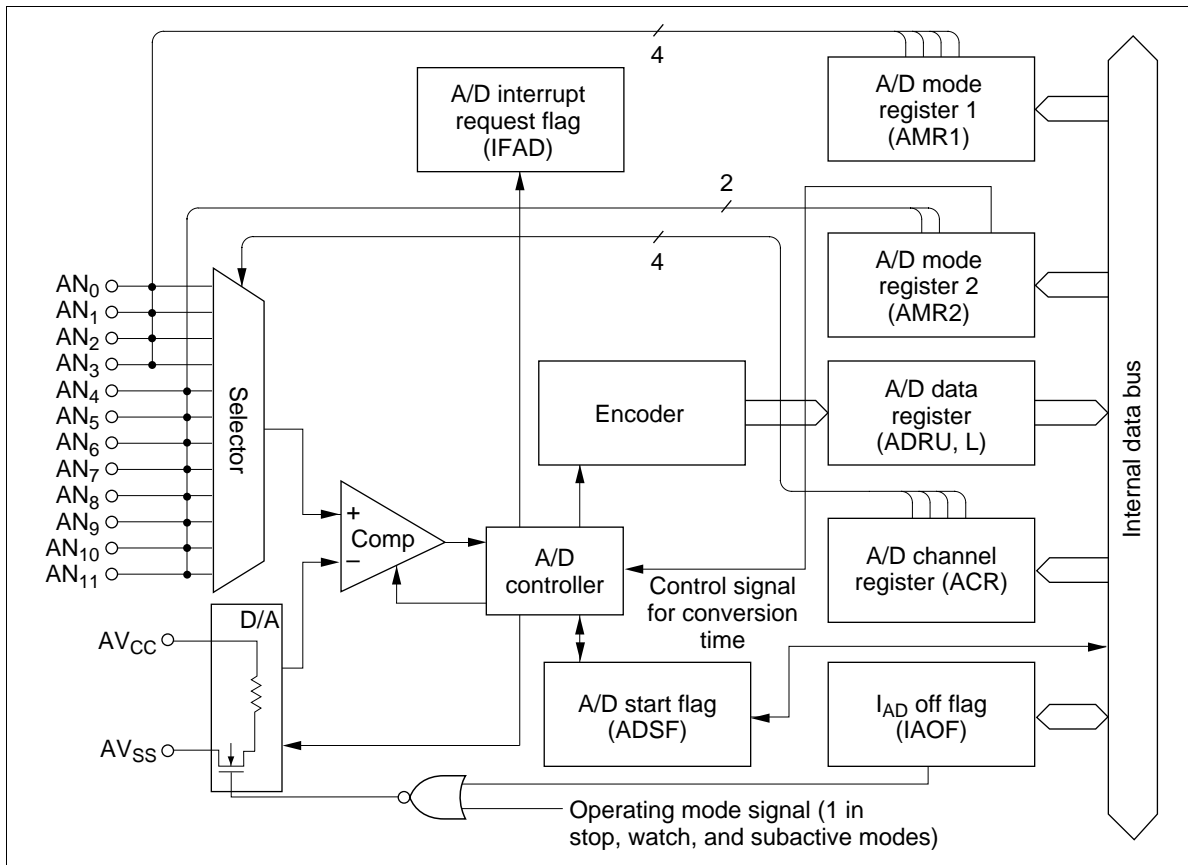 4
A/D mode
register 1
(AMR1)
A/D interrupt
request flag
(IFAD)
2
4
A/D mode
register 2
(AMR2)
AN0
AN1
AN2
AN3
AN4
AN5
AN6
AN7
AN8
AN9
AN10
AN11
Selector
Encoder
A/D data
register
(ADRU, L)
Internal data bus
+
Comp
−
A/D
controller
Control signal
for conversion
time
A/D channel
register (ACR)
D/A
AVCC
AVSS
A/D start flag
(ADSF)
IAD off flag
(IAOF)
Operating mode signal (1 in
stop, watch, and subactive modes)